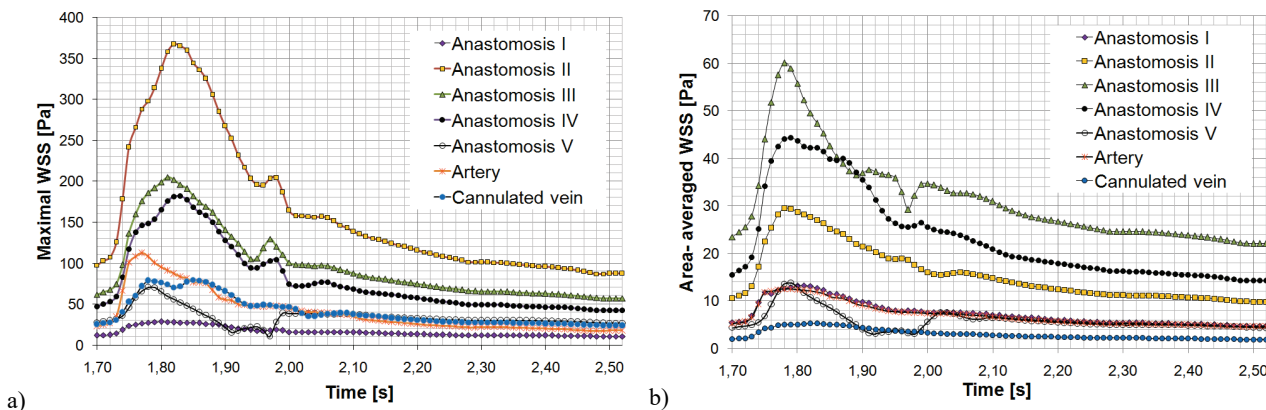 400
350
300
250
200
150
100
50
0
Maximal WSS [Pa]
Anastomosis I
Anastomosis II
Anastomosis III
Anastomosis IV
Anastomosis V
Artery
Cannulated vein
1,70 1,80 1,90 2,00 2,10 2,20 2,30 2,40 2,50
Time [s]
a)
70
60
50
40
30
20
10
0
Area- averaged WSS [Pa]
Anastomosis I
Anastomosis II
Anastomosis III
Anastomosis IV
Anastomosis V
Artery
Cannulated vein
1,70 1,80 1,90 2,00 2,10 2,20 2,30 2,40 2,50
Time [s]
b)